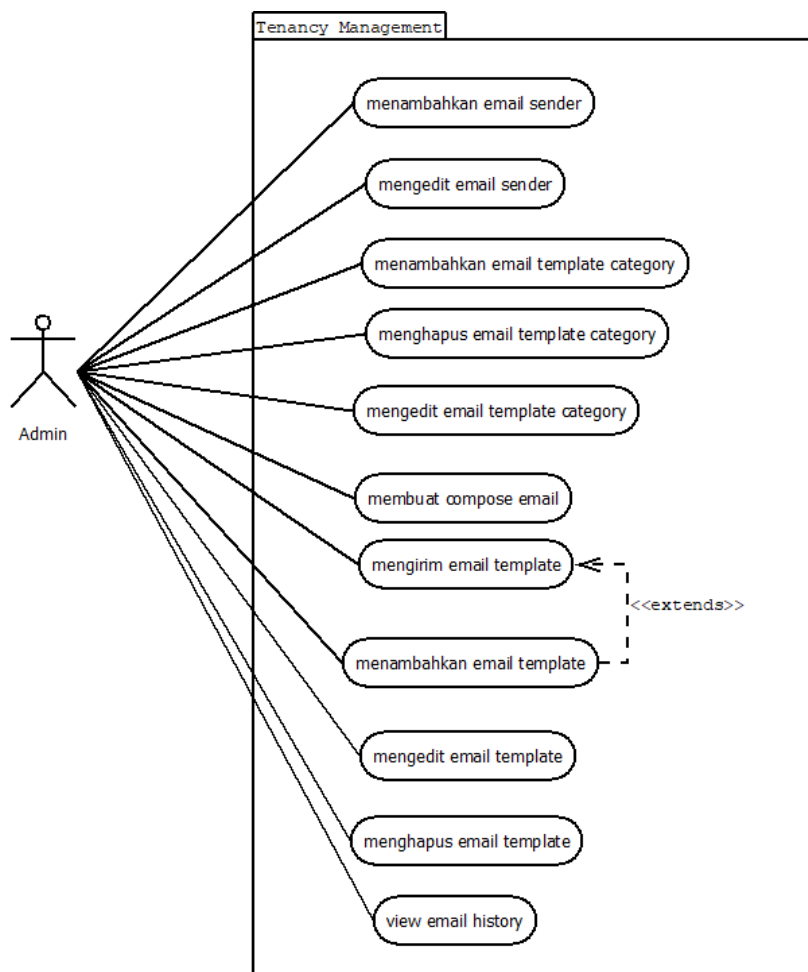 Tenancy Management
menambahkan email sender
mengedit email sender
menambahkan email template category
menghapus email template category
mengedit email template category
Admin
membuat compose email
mengirim email template
<<extends>>
menambahkan email template
mengedit email template
menghapus email template
view email history